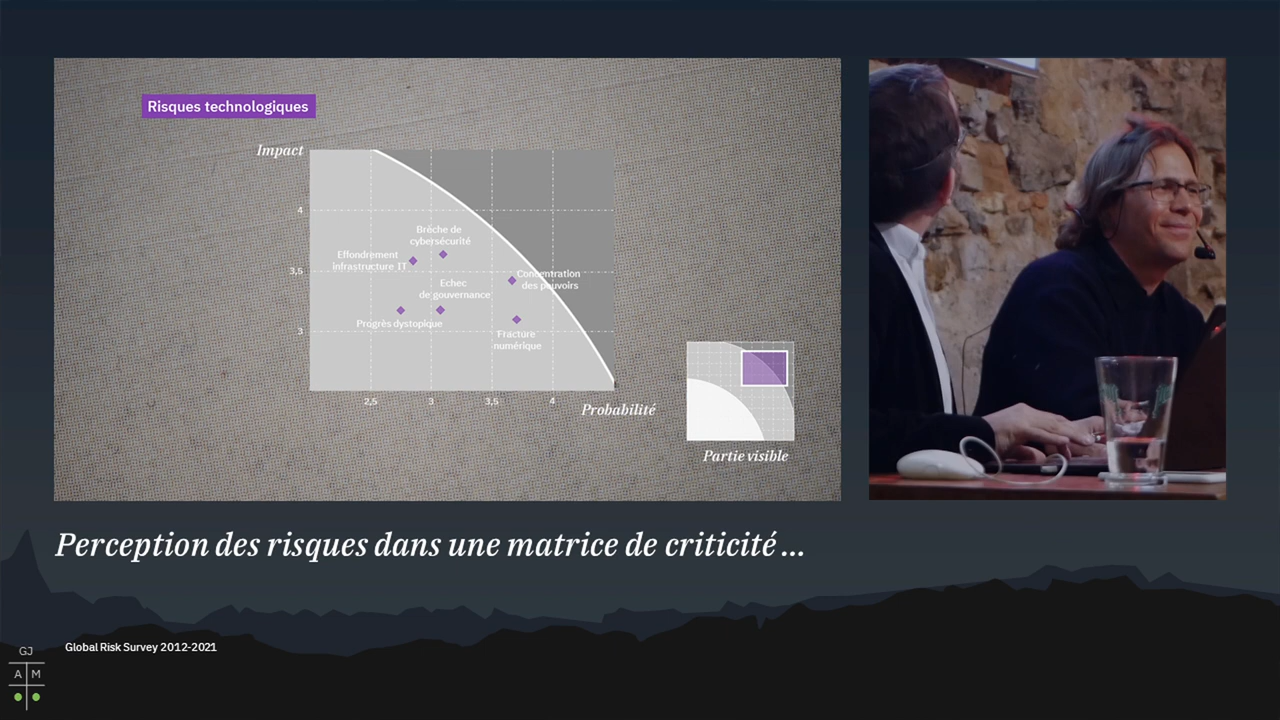 Risques technologiques
Impact
4
3,5
3
Brêche de
cybersécurité
Effondrement
infrastructure IT
Concentration
des pouvoirs
Echec
de gouvernance
Progrès dystopique
Fracture
numérique
2,5
3
3,5
4
Probabilité
Partie visible
Perception des risques dans une matrice de criticité ...
Global Risk Survey 2012-2021
GJ
A M